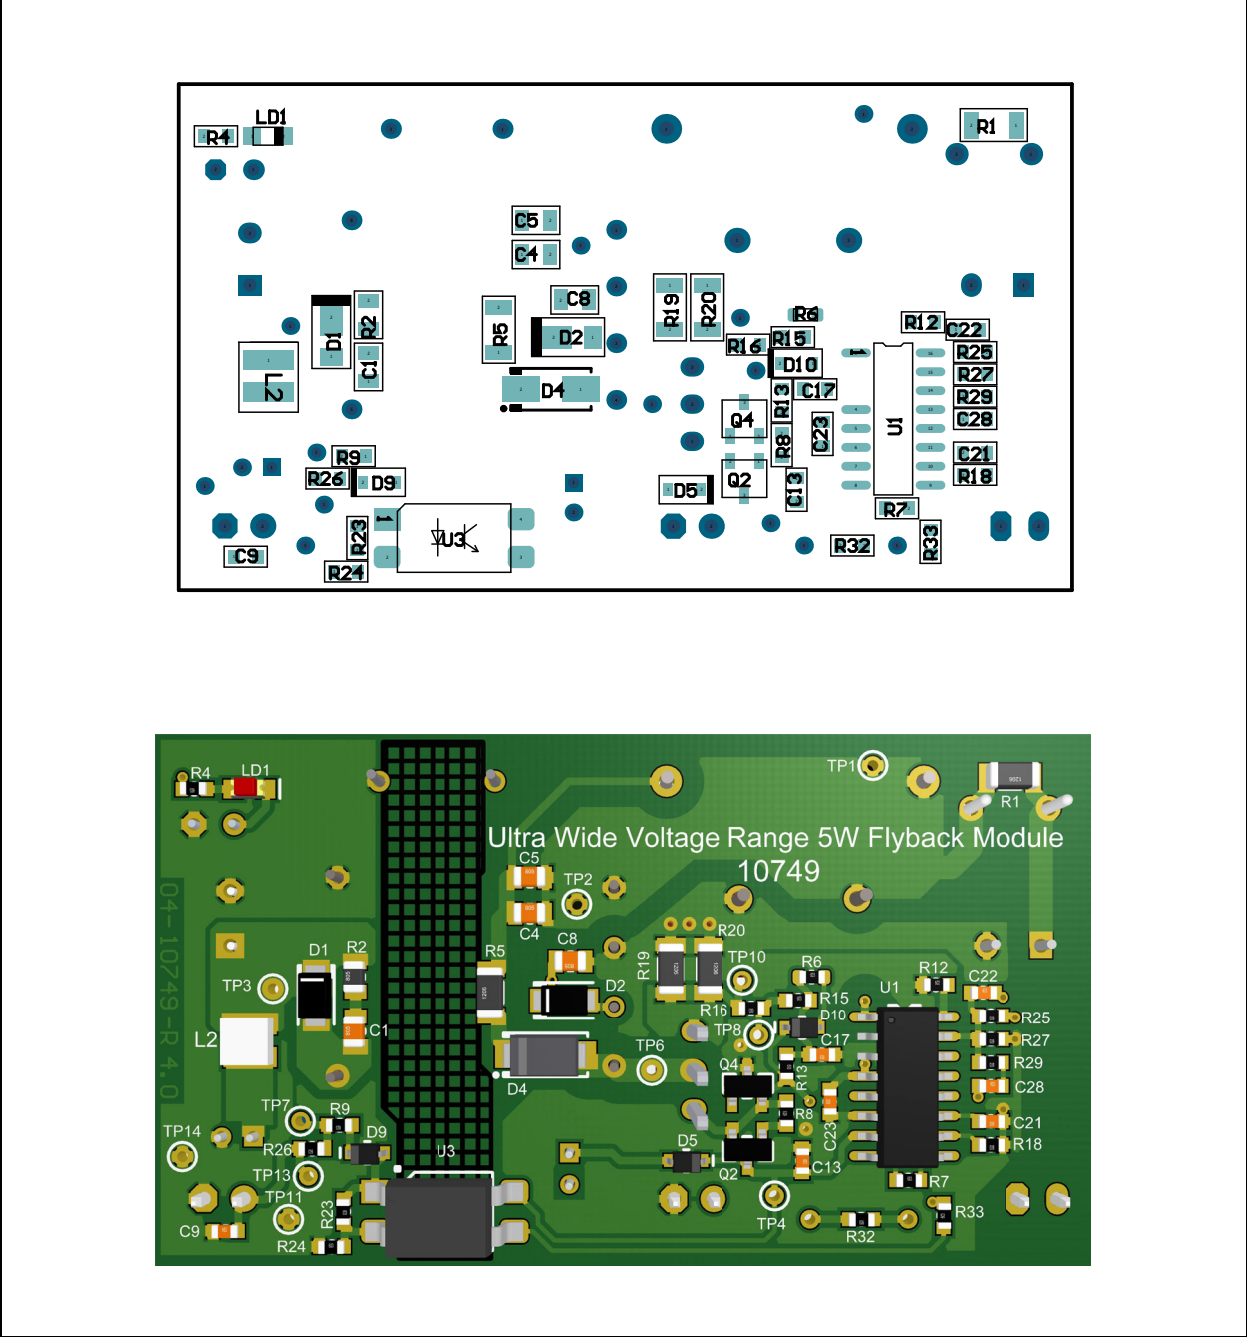 LD1
R4
R1
C5
C4
C8
R19
R20
R6
R12
C22
R2
D1
R5
D2
R15
R16
D10
R25
R27
C1
L2
D4
C17
R13
R29
C28
Q4
C23
U1
R8
R9
C21
R26
D9
Q2
D5
C13
R18
R7
R23
U3
R32
R33
C9
R24
TP1
R4
LD1
R1
Ultra Wide Voltage Range 5W Flyback Module
10749
C5
TP2
C4
04-10749-R 4.0
R20
C8
D1
R2
R5
R19
TP10
R6
R12
C22
TP3
D2
U1
R15
R16
D10
R25
L2
C1
TP8
R27
TP6
C17
Q4
R29
D4
R13
C28
TP7
R9
R8
C23
C21
TP14
R26
D9
U3
D5
R18
TP13
Q2
C13
TP11
R7
R23
TP4
R33
C9
R24
R32